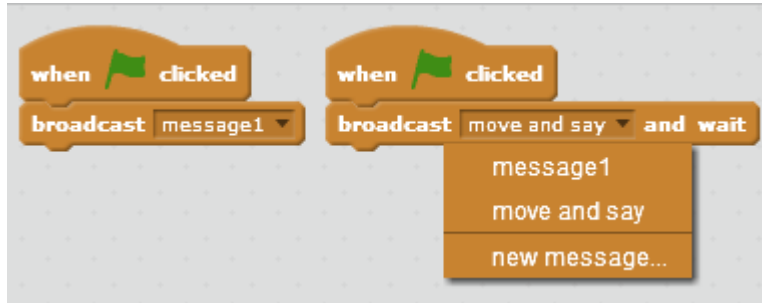 when clicked
broadcast message1
when clicked
broadcast move and say and wait
message1
move and say
new message...